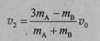 v₂ = (3m_A − m_B)/(m_A + m_B) v₀